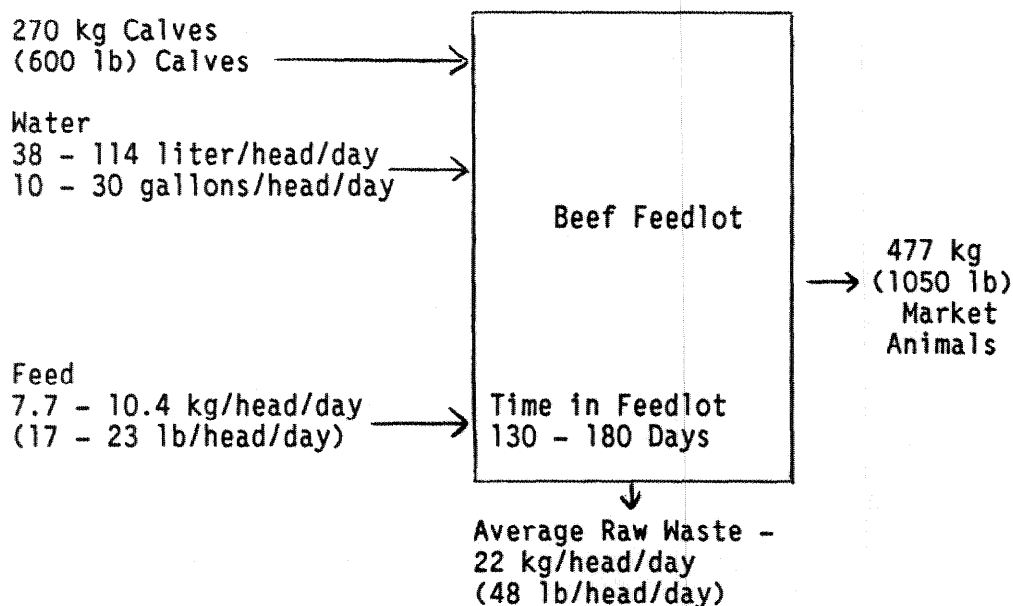 270 kg Calves
(600 lb) Calves
Water
38 - 114 liter/head/day
10 - 30 gallons/head/day
Beef Feedlot
477 kg
(1050 lb)
Market
Animals
Feed
7.7 - 10.4 kg/head/day
(17 - 23 lb/head/day)
Time in Feedlot
130 - 180 Days
Average Raw Waste -
22 kg/head/day
(48 lb/head/day)